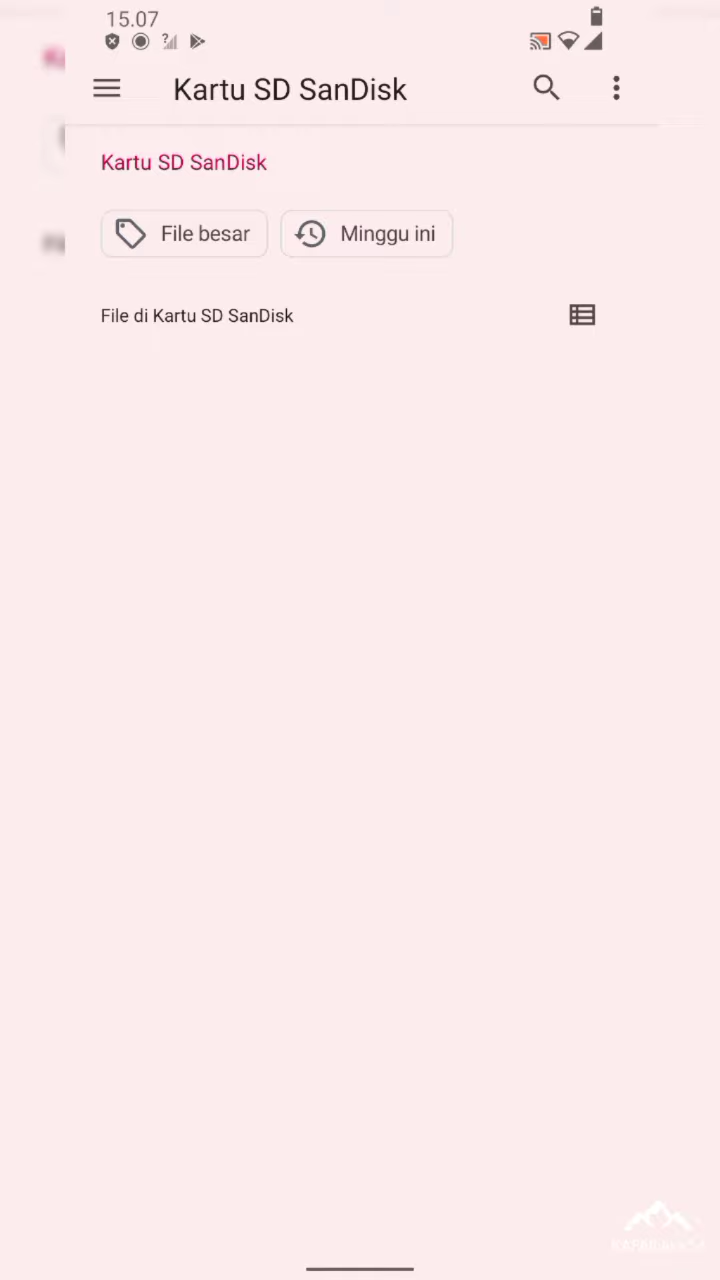 15.07
Kartu SD SanDisk
Kartu SD SanDisk
File besar
Minggu ini
File di Kartu SD SanDisk